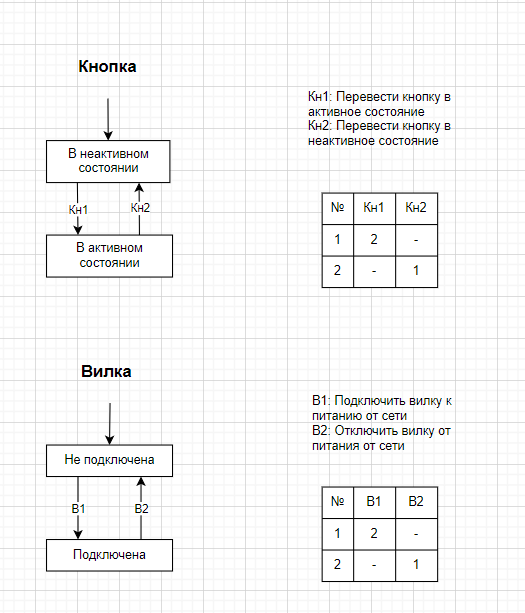 Кнопка
Кн1: Перевести кнопку в
активное состояние
Кн2: Перевести кнопку в
неактивное состояние
В неактивном
состоянии
Кн1
Кн2
В активном
состоянии
№ Кн1 Кн2
1 2 -
2 - 1
Вилка
В1: Подключить вилку к
питанию от сети
В2: Отключить вилку от
питания от сети
Не подключена
В1
В2
Подключена
№ В1 В2
1 2 -
2 - 1